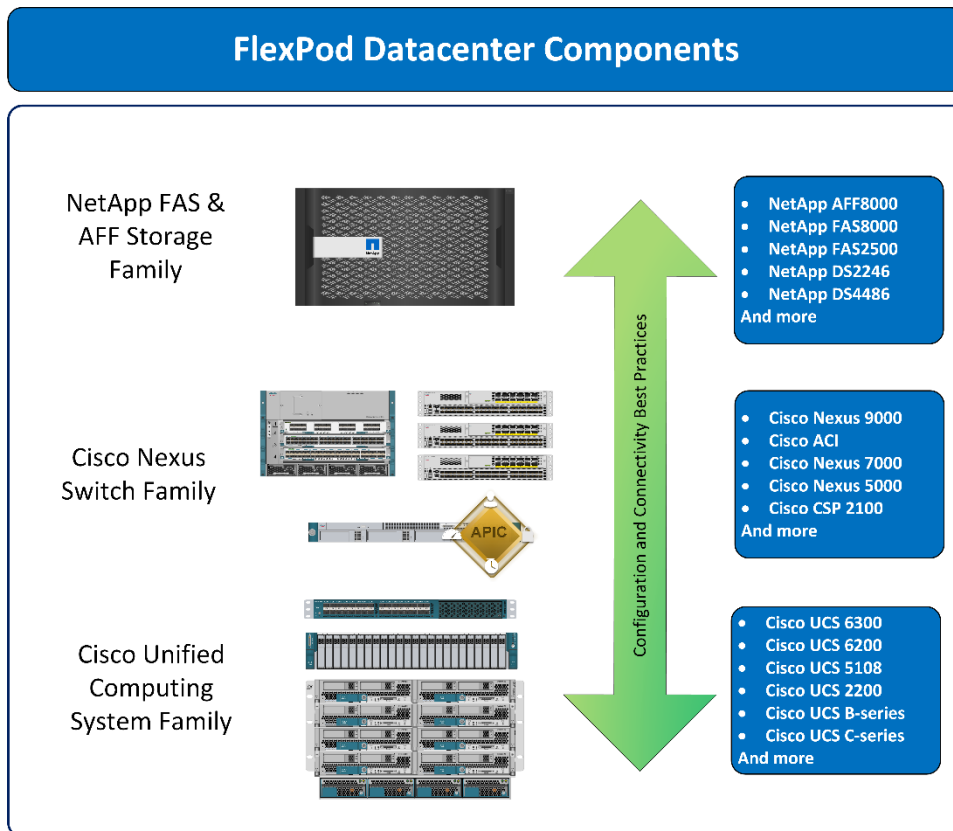 FlexPod Datacenter Components
NetApp FAS &
AFF Storage
Family
NetApp
• NetApp AFF8000
• NetApp FAS8000
• NetApp FAS2500
• NetApp DS2246
• NetApp DS4486
And more
Configuration and Connectivity Best Practices
Cisco Nexus
Switch Family
APIC
• Cisco Nexus 9000
• Cisco ACI
• Cisco Nexus 7000
• Cisco Nexus 5000
• Cisco CSP 2100
And more
Cisco Unified
Computing
System Family
• Cisco UCS 6300
• Cisco UCS 6200
• Cisco UCS 5108
• Cisco UCS 2200
• Cisco UCS B-series
• Cisco UCS C-series
And more